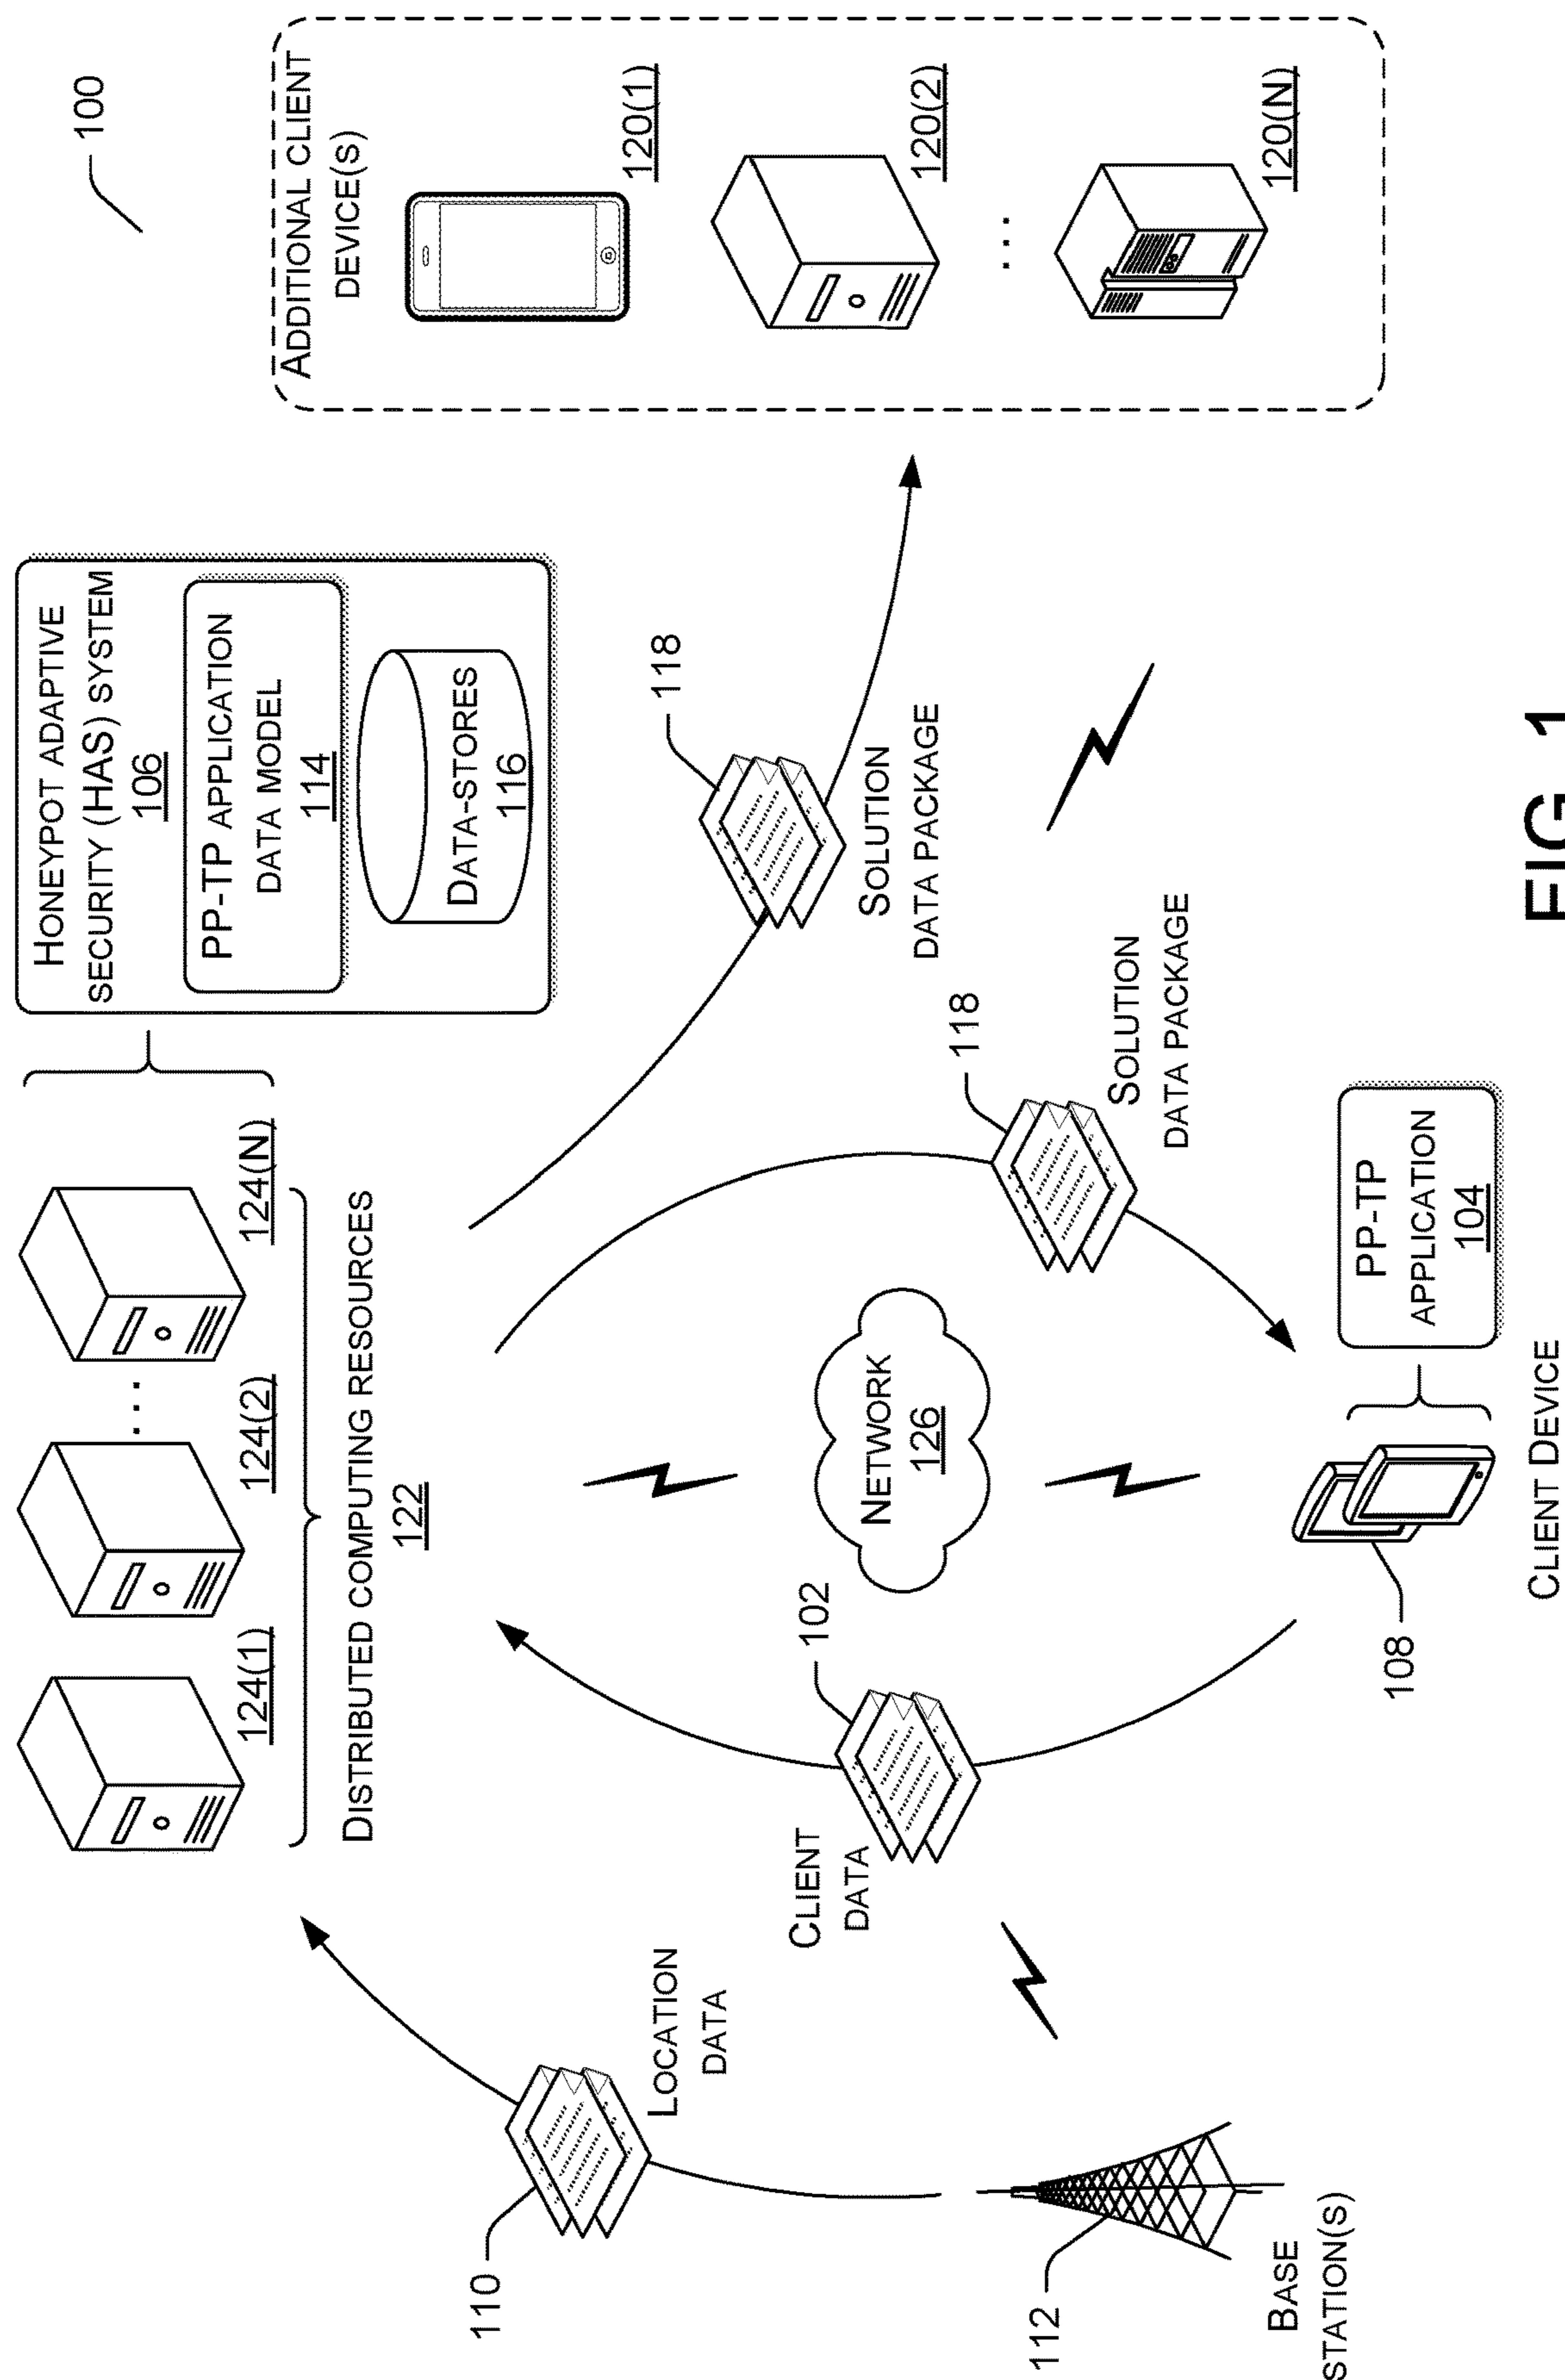 100
HONEYPOT ADAPTIVE
SECURITY (HAS) SYSTEM
106
PP-TP APPLICATION
DATA MODEL
114
DATA-STORES
116
124(1)
124(2)
...
124(N)
DISTRIBUTED COMPUTING RESOURCES
122
ADDITIONAL CLIENT
DEVICE(S)
120(1)
120(2)
...
120(N)
110
LOCATION
DATA
102
CLIENT
DATA
NETWORK
126
118
SOLUTION
DATA PACKAGE
118
SOLUTION
DATA PACKAGE
112
BASE
STATION(S)
108
CLIENT DEVICE
PP-TP
APPLICATION
104
FIG. 1